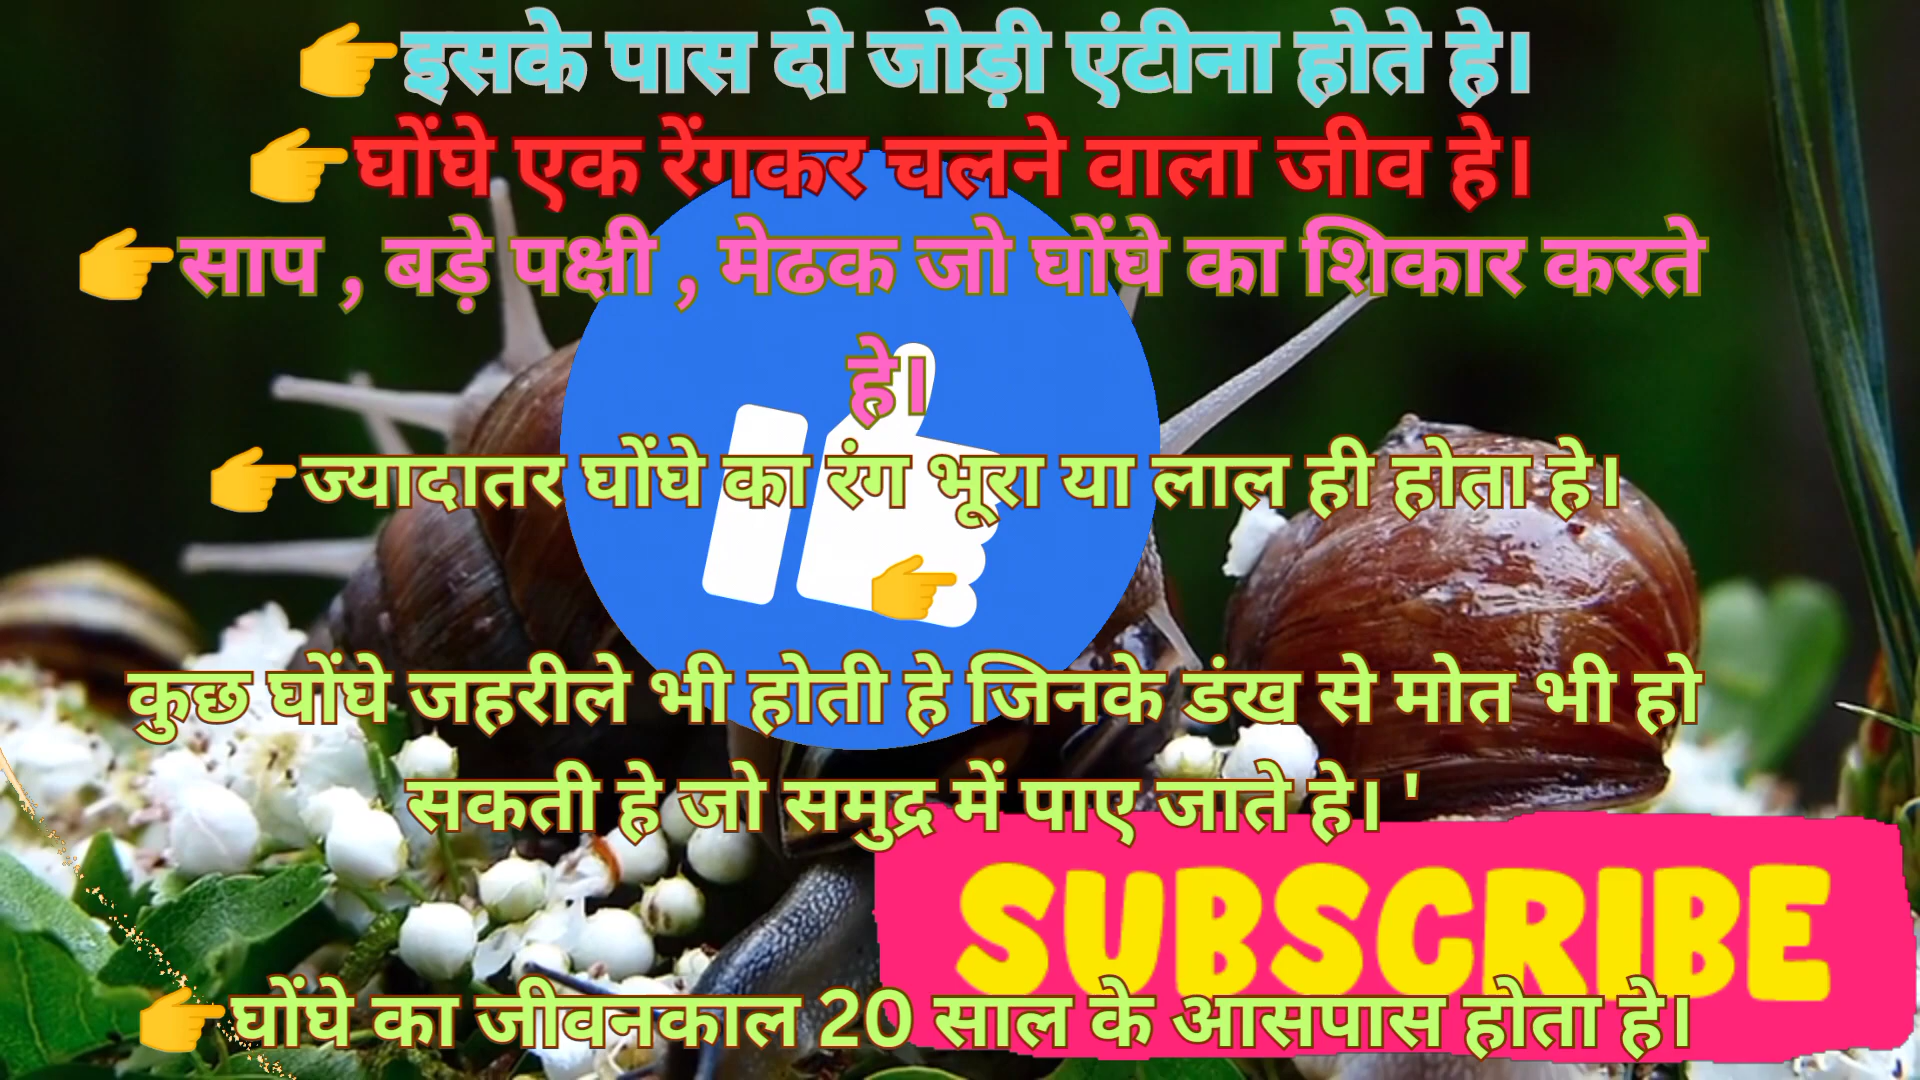 👉इसके पास दो जोड़ी एंटीना होते हे।
👉घोंघे एक रेंगकर चलने वाला जीव हे।
👉साप , बड़े पक्षी , मेढक जो घोंघे का शिकार करते
हे।
👉ज्यादातर घोंघे का रंग भूरा या लाल ही होता हे।
👉
कुछ घोंघे जहरीले भी होती हे जिनके डंख से मोत भी हो
सकती हे जो समुद्र में पाए जाते हे। '
SUBSCRIBE
👉घोंघे का जीवनकाल 20 साल के आसपास होता हे।